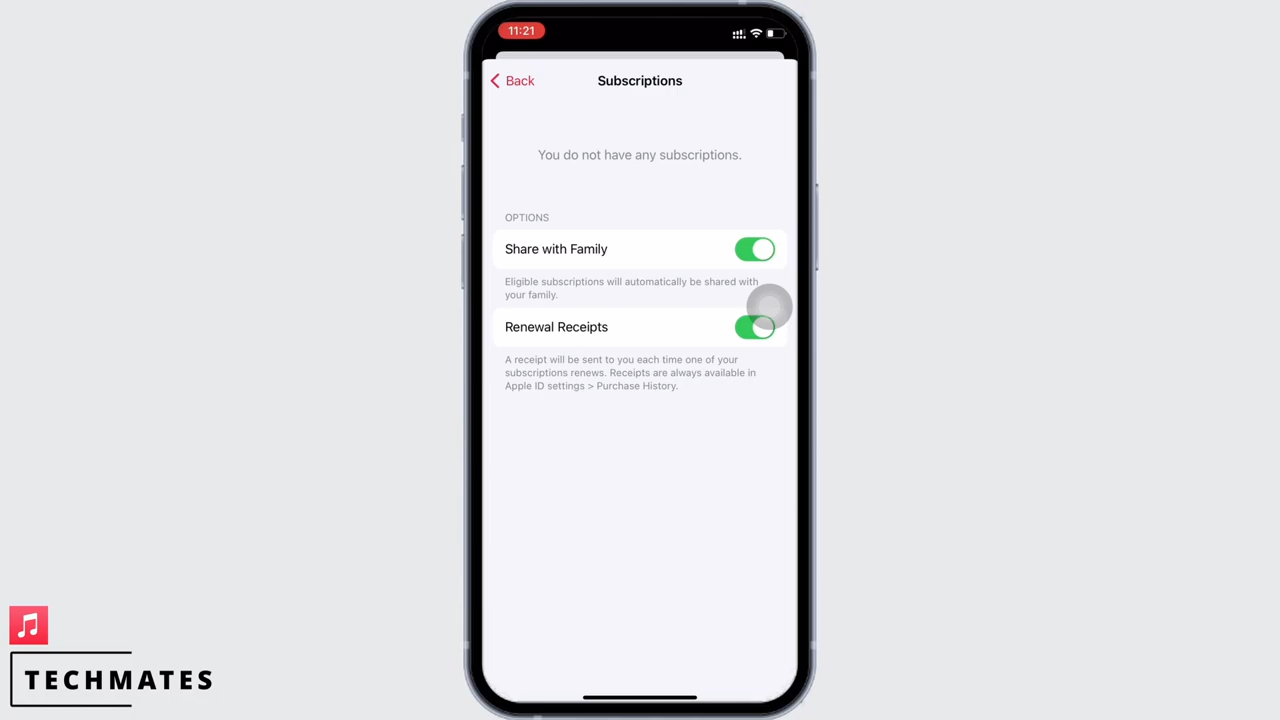 11:21
Back
Subscriptions
You do not have any subscriptions.
OPTIONS
Share with Family
Eligible subscriptions will automatically be shared with
your family.
Renewal Receipts
A receipt will be sent to you each time one of your
subscriptions renews. Receipts are always available in
Apple ID settings > Purchase History.
TECHMATES